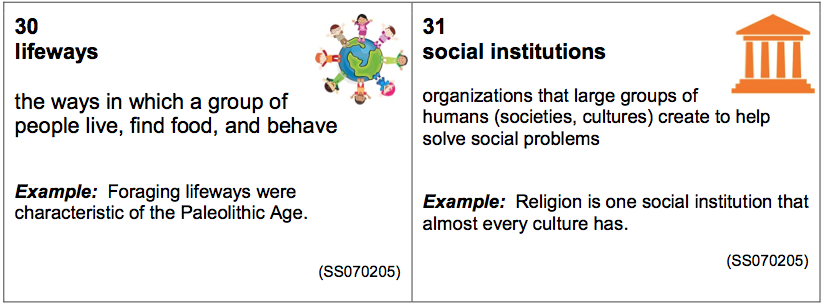 30
lifeways
the ways in which a group of
people live, find food, and behave
Example: Foraging lifeways were
characteristic of the Paleolithic Age.
(SS070205)
31
social institutions
organizations that large groups of
humans (societies, cultures) create to help
solve social problems
Example: Religion is one social institution that
almost every culture has.
(SS070205)